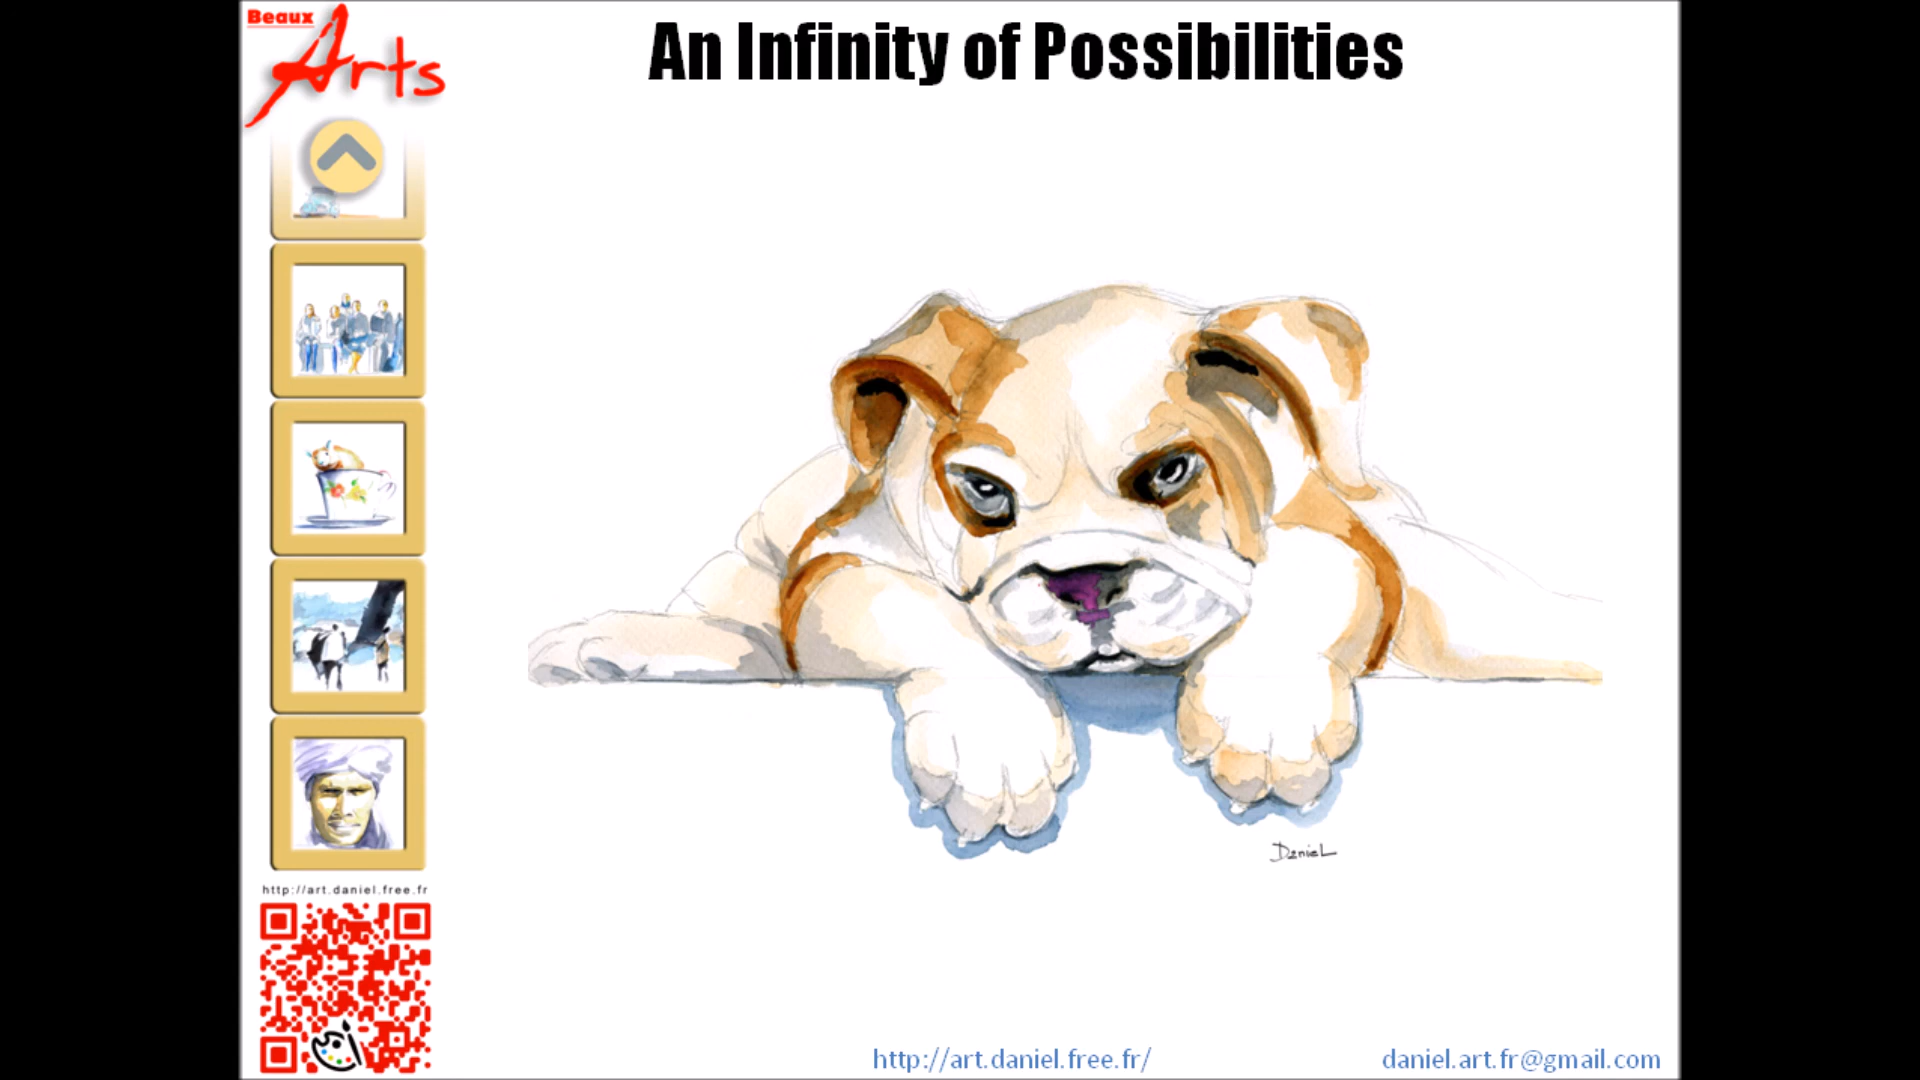 Beaux
Arts
An Infinity of Possibilities
DanieL
http://art.daniel.free.fr
http://art.daniel.free.fr/
daniel.art.fr@gmail.com